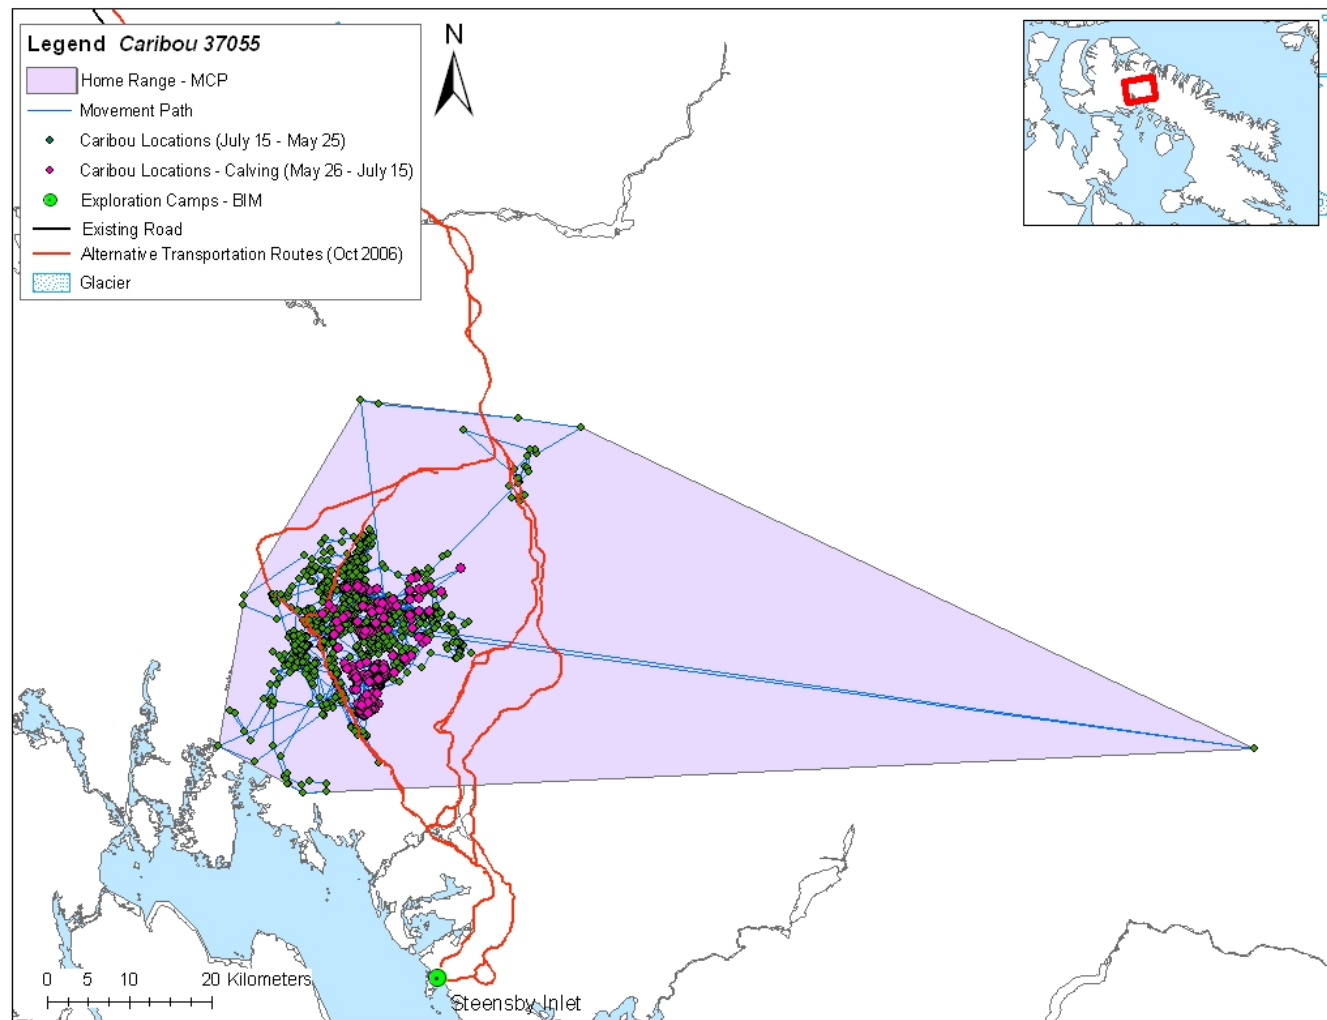 Legend Caribou 37055
Home Range - MCP
Movement Path
Caribou Locations (July 15 - May 25)
Caribou Locations - Calving (May 26 - July 15)
Exploration Camps - BIM
Existing Road
Alternative Transportation Routes (Oct 2006)
Glacier
N
0 5 10 20 Kilometers
Steensby Inlet